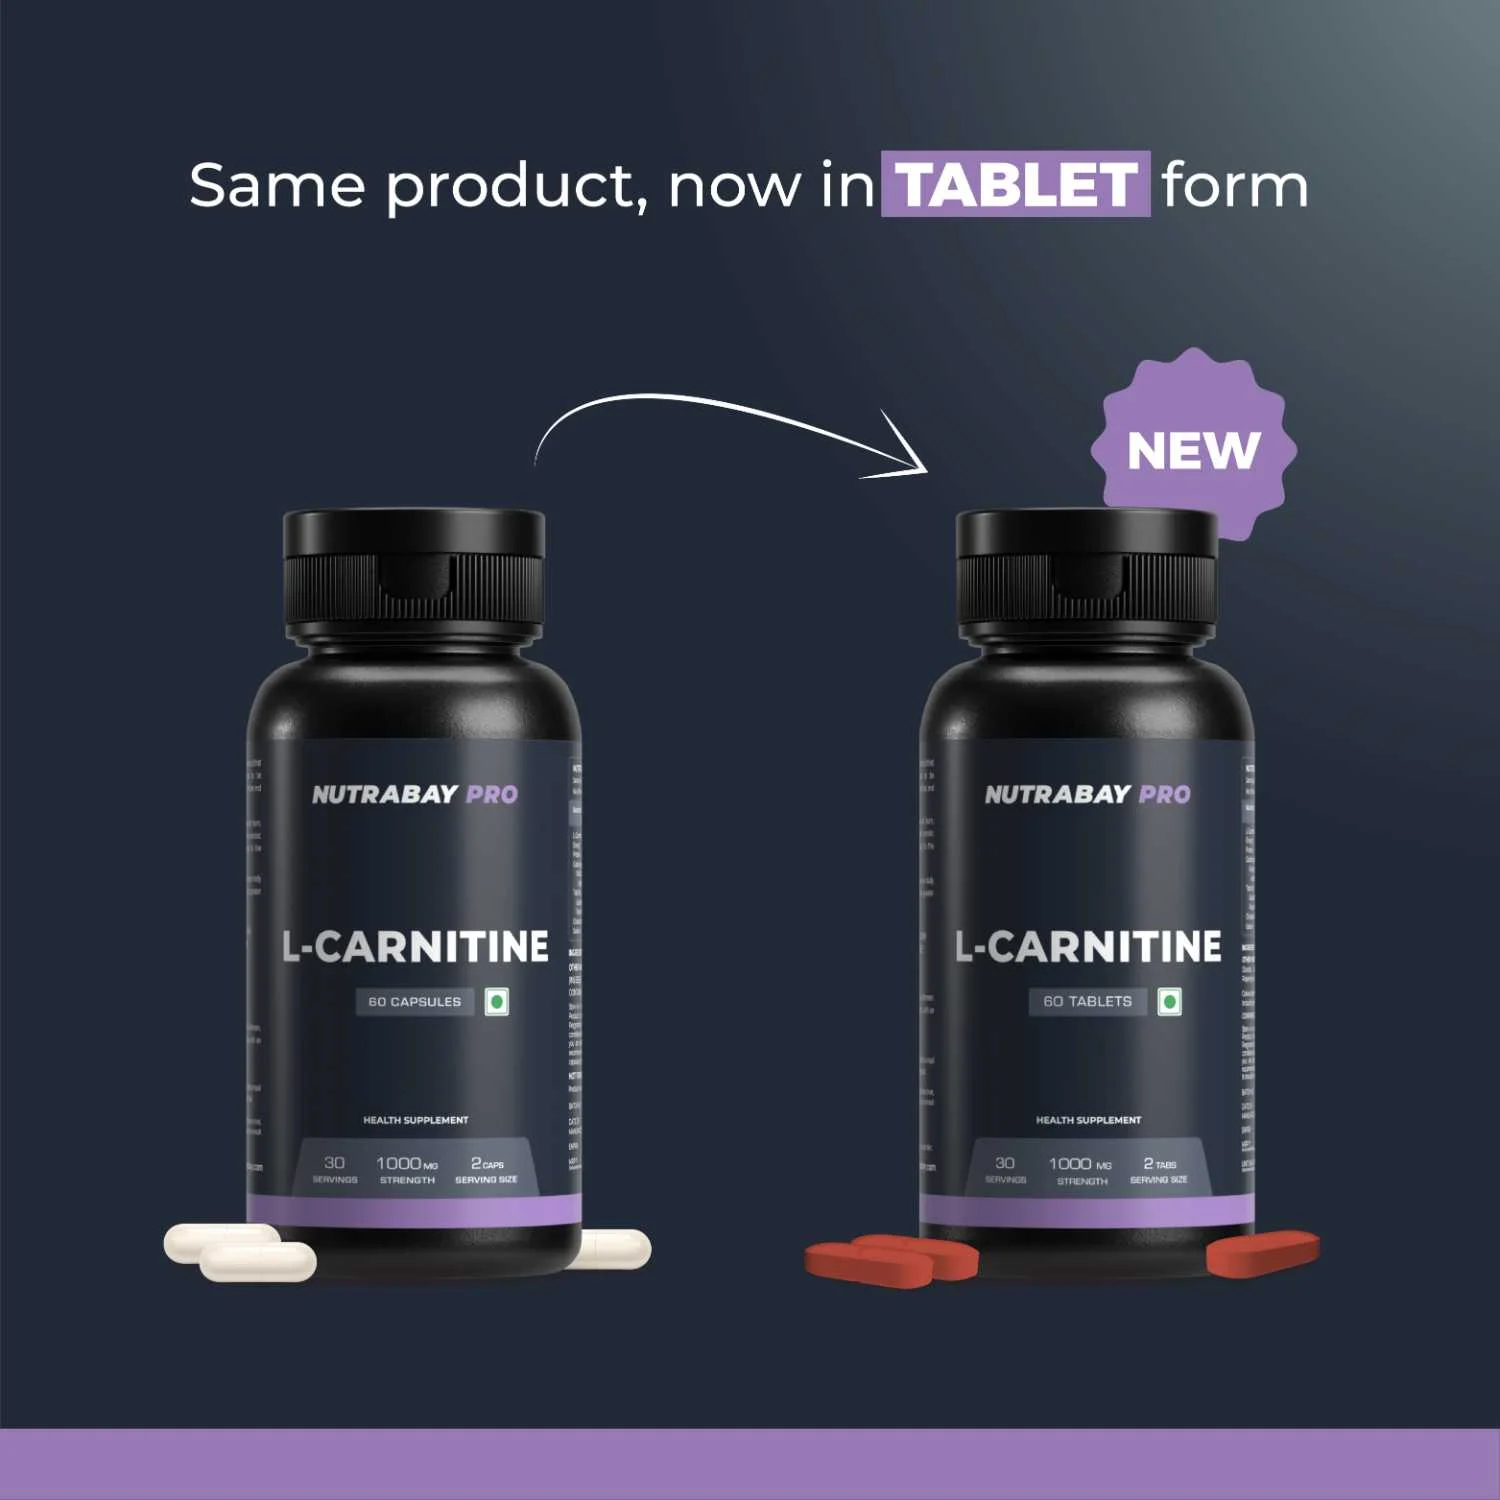 Same product, now in TABLET form
NEW
NUTRABAY PRO
L-CARNITINE
60 CAPSULES
HEALTH SUPPLEMENT
30 SERVINGS
1000 MG STRENGTH
2 CAPS SERVING SIZE
NUTRABAY PRO
L-CARNITINE
60 TABLETS
HEALTH SUPPLEMENT
30 SERVINGS
1000 MG STRENGTH
2 TABS SERVING SIZE